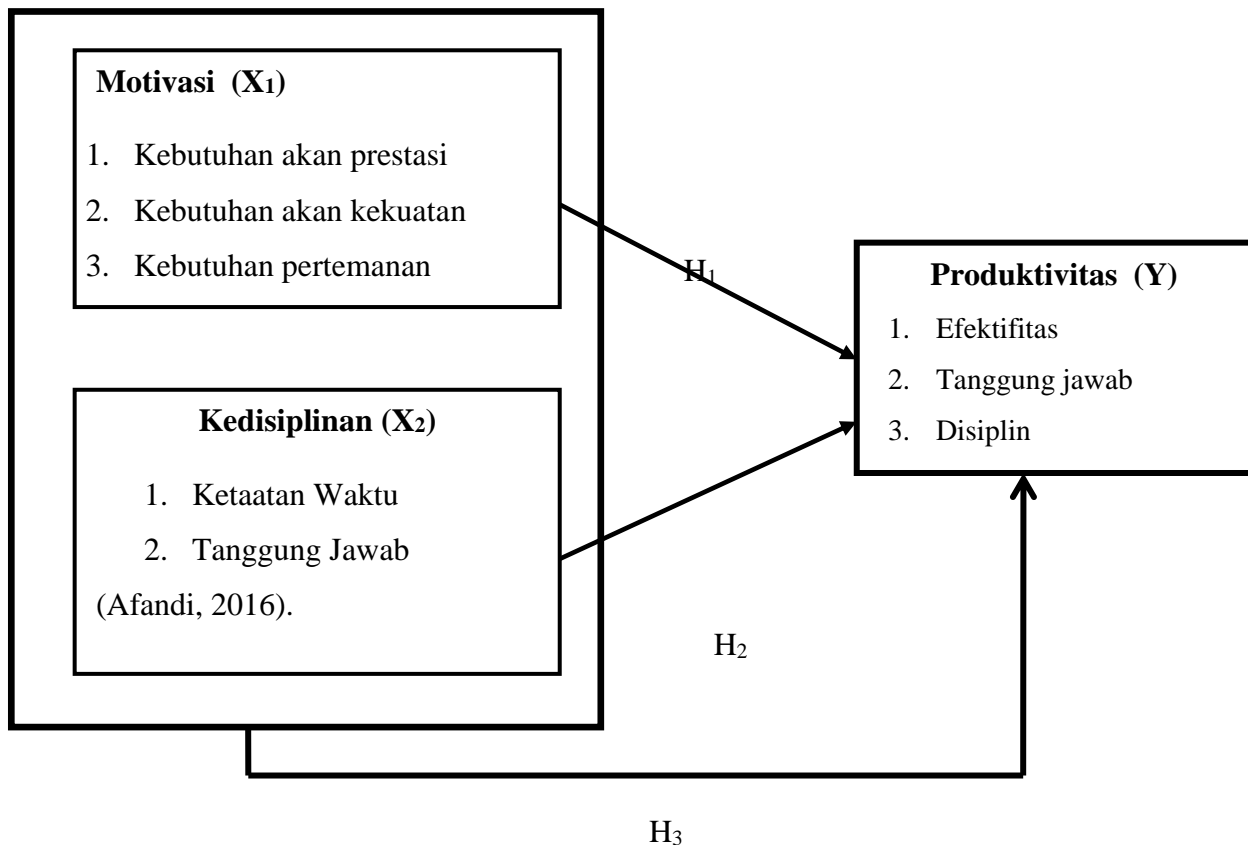 Motivasi (X₁)
1. Kebutuhan akan prestasi
2. Kebutuhan akan kekuatan
3. Kebutuhan pertemanan
H₁
Produktivitas (Y)
1. Efektifitas
2. Tanggung jawab
3. Disiplin
Kedisiplinan (X₂)
1. Ketaatan Waktu
2. Tanggung Jawab
(Afandi, 2016).
H₂
H₃